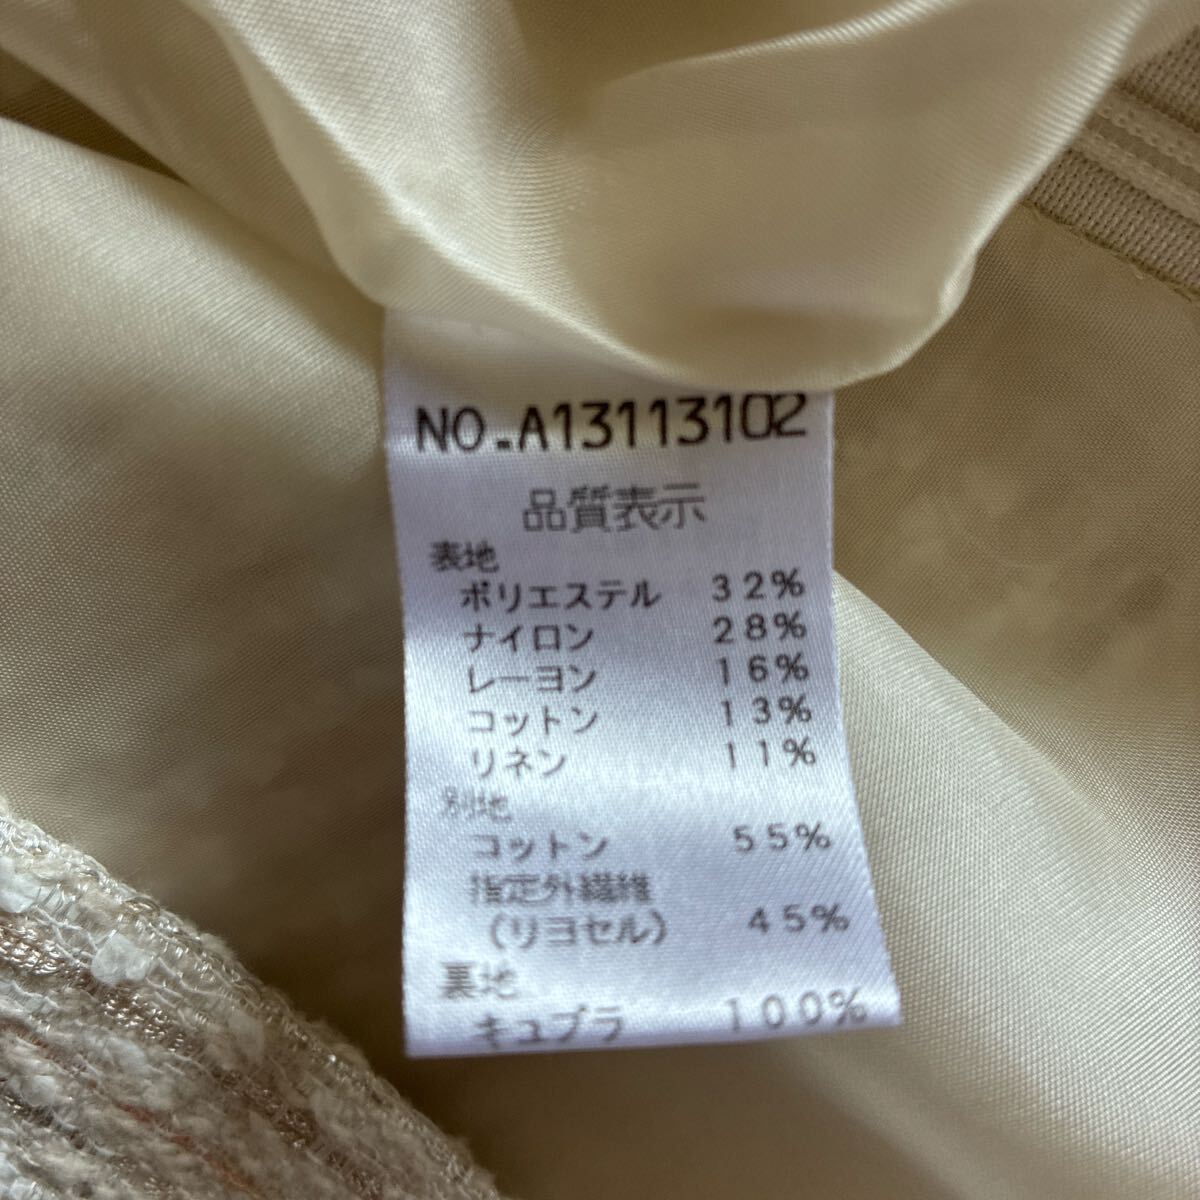 NO.A13113102
品質表示
表地
ポリエステル 32%
ナイロン 28%
レーヨン 16%
コットン 13%
リネン 11%
別地
コットン 55%
指定外繊維
(リヨセル) 45%
裏地
キュプラ 100%